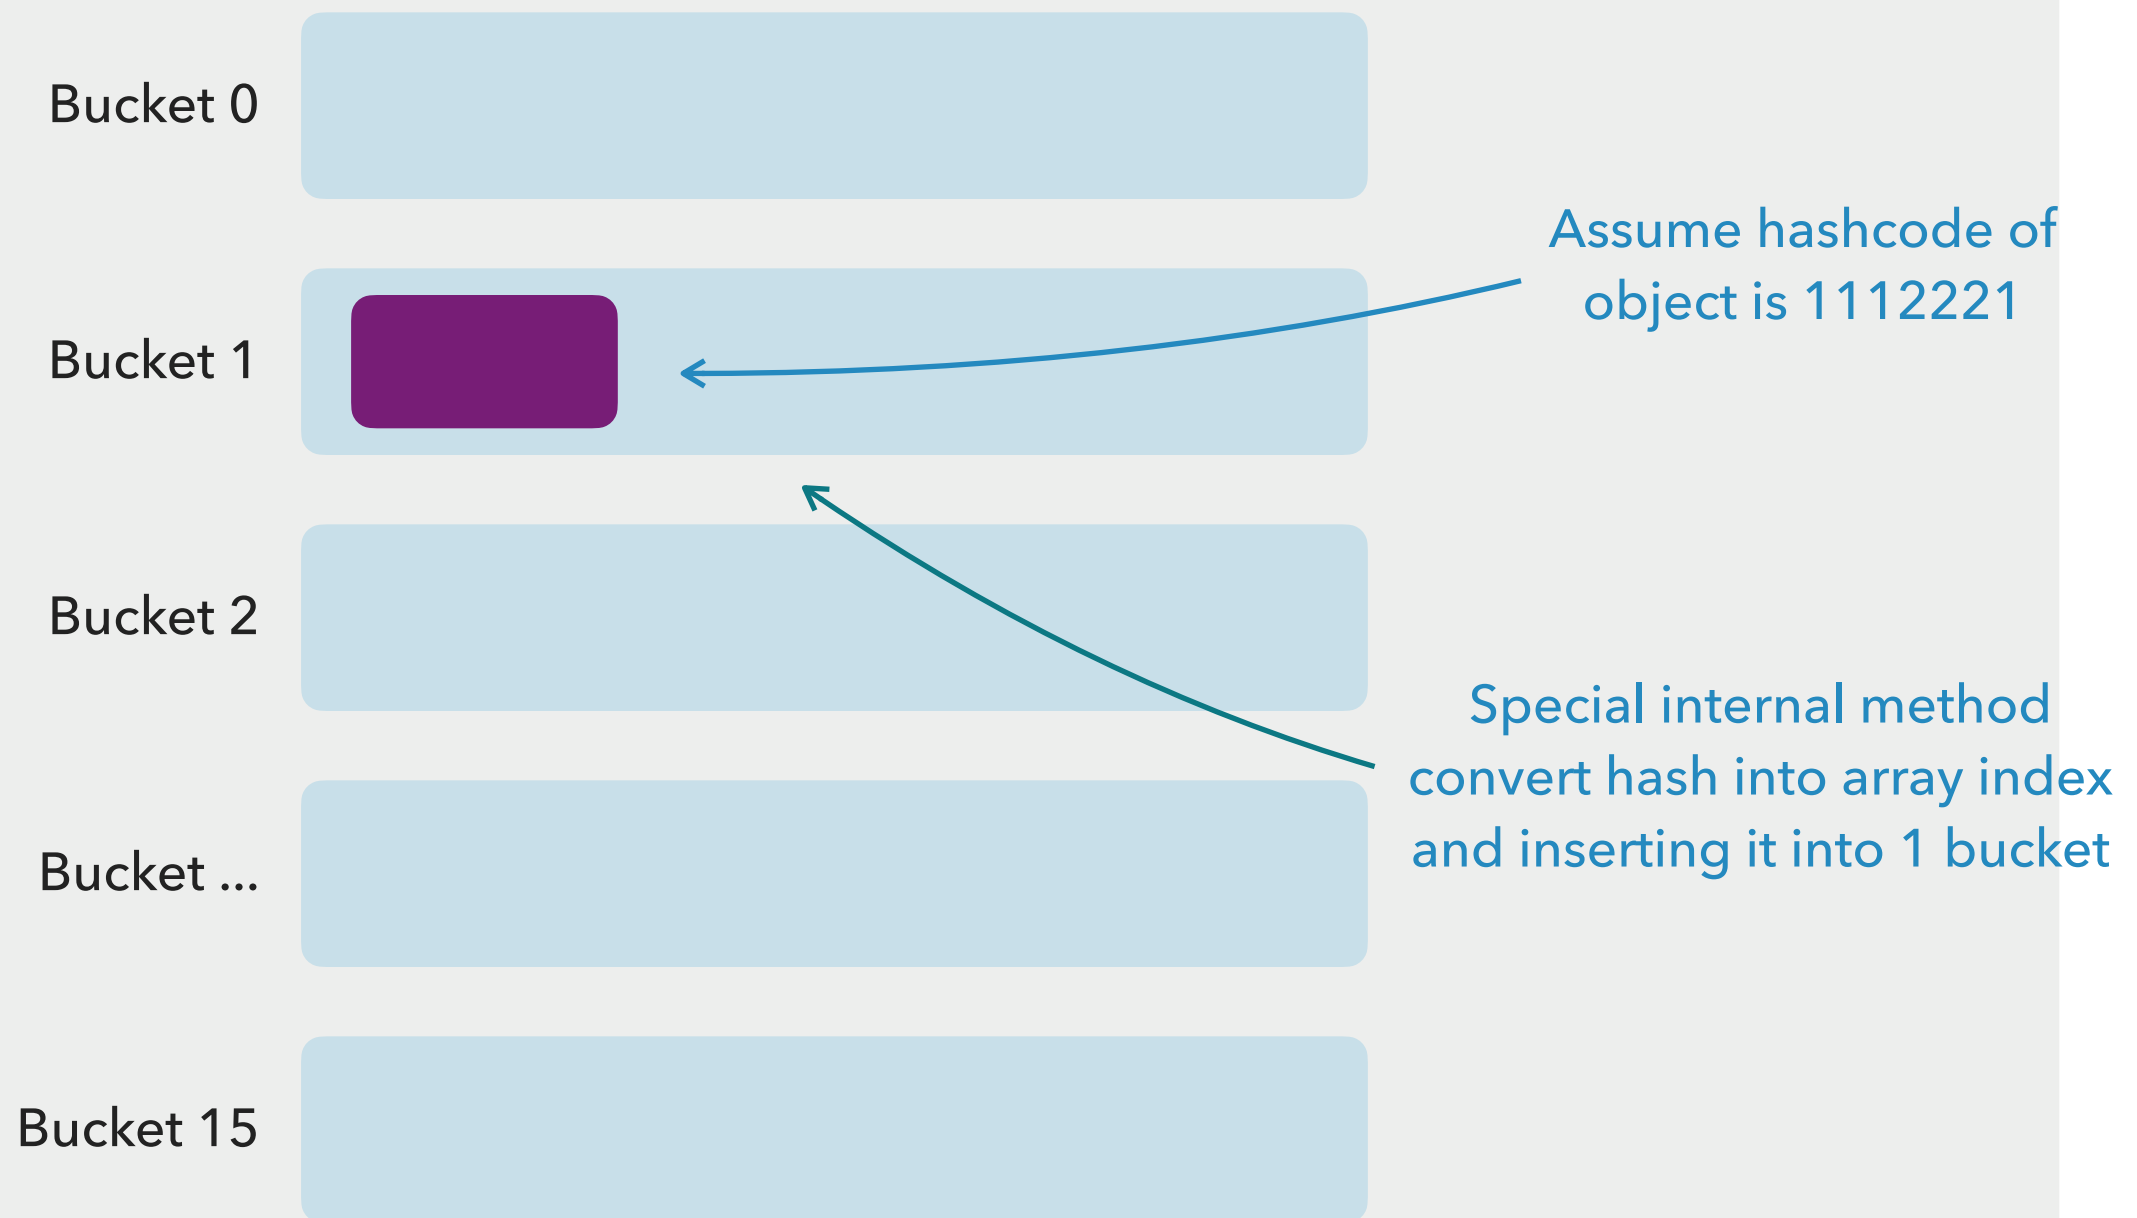 Bucket 0
Assume hashcode of
object is 1112221
Bucket 1
Bucket 2
Special internal method
convert hash into array index
and inserting it into 1 bucket
Bucket ...
Bucket 15